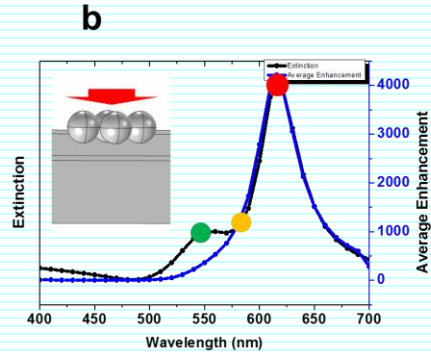 b
Extinction
Average Enhancement
Extinction
4000
3000
2000
1000
0
Average Enhancement
400 450 500 550 600 650 700
Wavelength (nm)